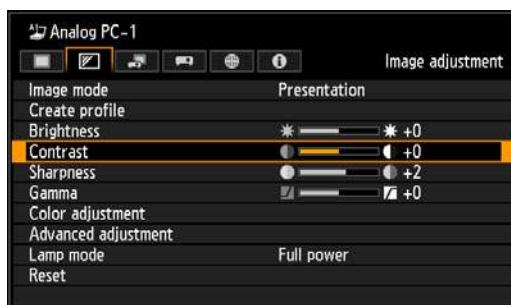 Analog PC-1
Image adjustment
Image mode Presentation
Create profile
Brightness +0
Contrast +0
Sharpness +2
Gamma +0
Color adjustment
Advanced adjustment
Lamp mode Full power
Reset